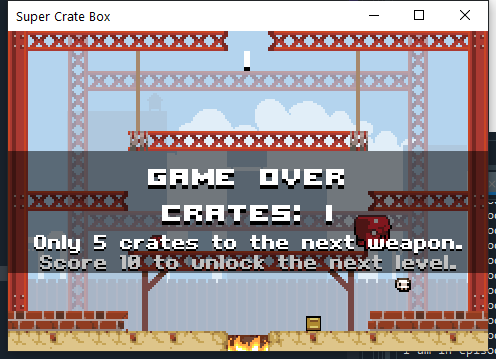 Super Crate Box
GAME OVER
CRATES: 1
Only 5 crates to the next weapon.
Score 10 to unlock the next level.